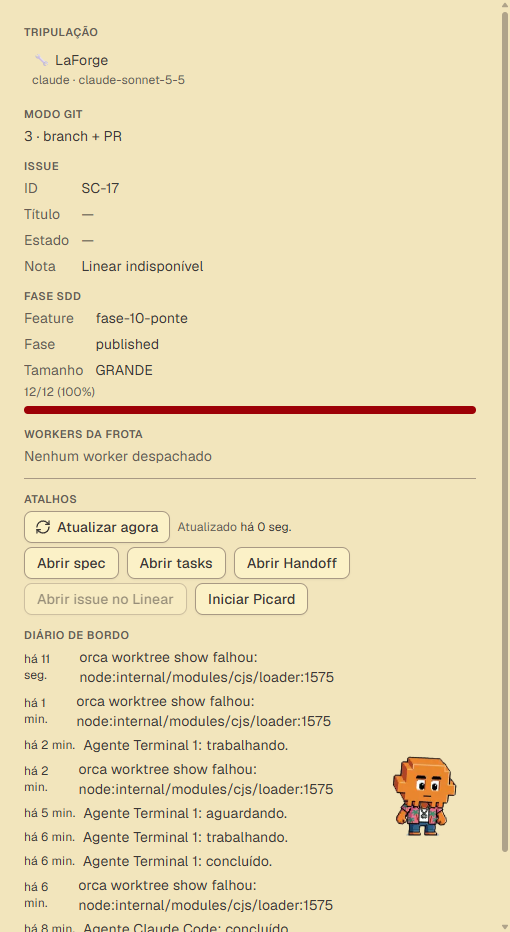 TRIPULAÇÃO
LaForge
claude · claude-sonnet-5-5
MODO GIT
3 · branch + PR
ISSUE
ID SC-17
Título —
Estado —
Nota Linear indisponível
FASE SDD
Feature fase-10-ponte
Fase published
Tamanho GRANDE
12/12 (100%)
WORKERS DA FROTA
Nenhum worker despachado
ATALHOS
Atualizar agora Atualizado há 0 seg.
Abrir spec Abrir tasks Abrir Handoff
Abrir issue no Linear Iniciar Picard
DIÁRIO DE BORDO
há 11 seg. orca worktree show falhou:
node:internal/modules/cjs/loader:1575
há 1 min. orca worktree show falhou:
node:internal/modules/cjs/loader:1575
há 2 min. Agente Terminal 1: trabalhando.
há 2 min. orca worktree show falhou:
node:internal/modules/cjs/loader:1575
há 5 min. Agente Terminal 1: aguardando.
há 6 min. Agente Terminal 1: trabalhando.
há 6 min. Agente Terminal 1: concluído.
há 6 min. orca worktree show falhou:
node:internal/modules/cjs/loader:1575
há 8 min. Agente Claude Code: concluído